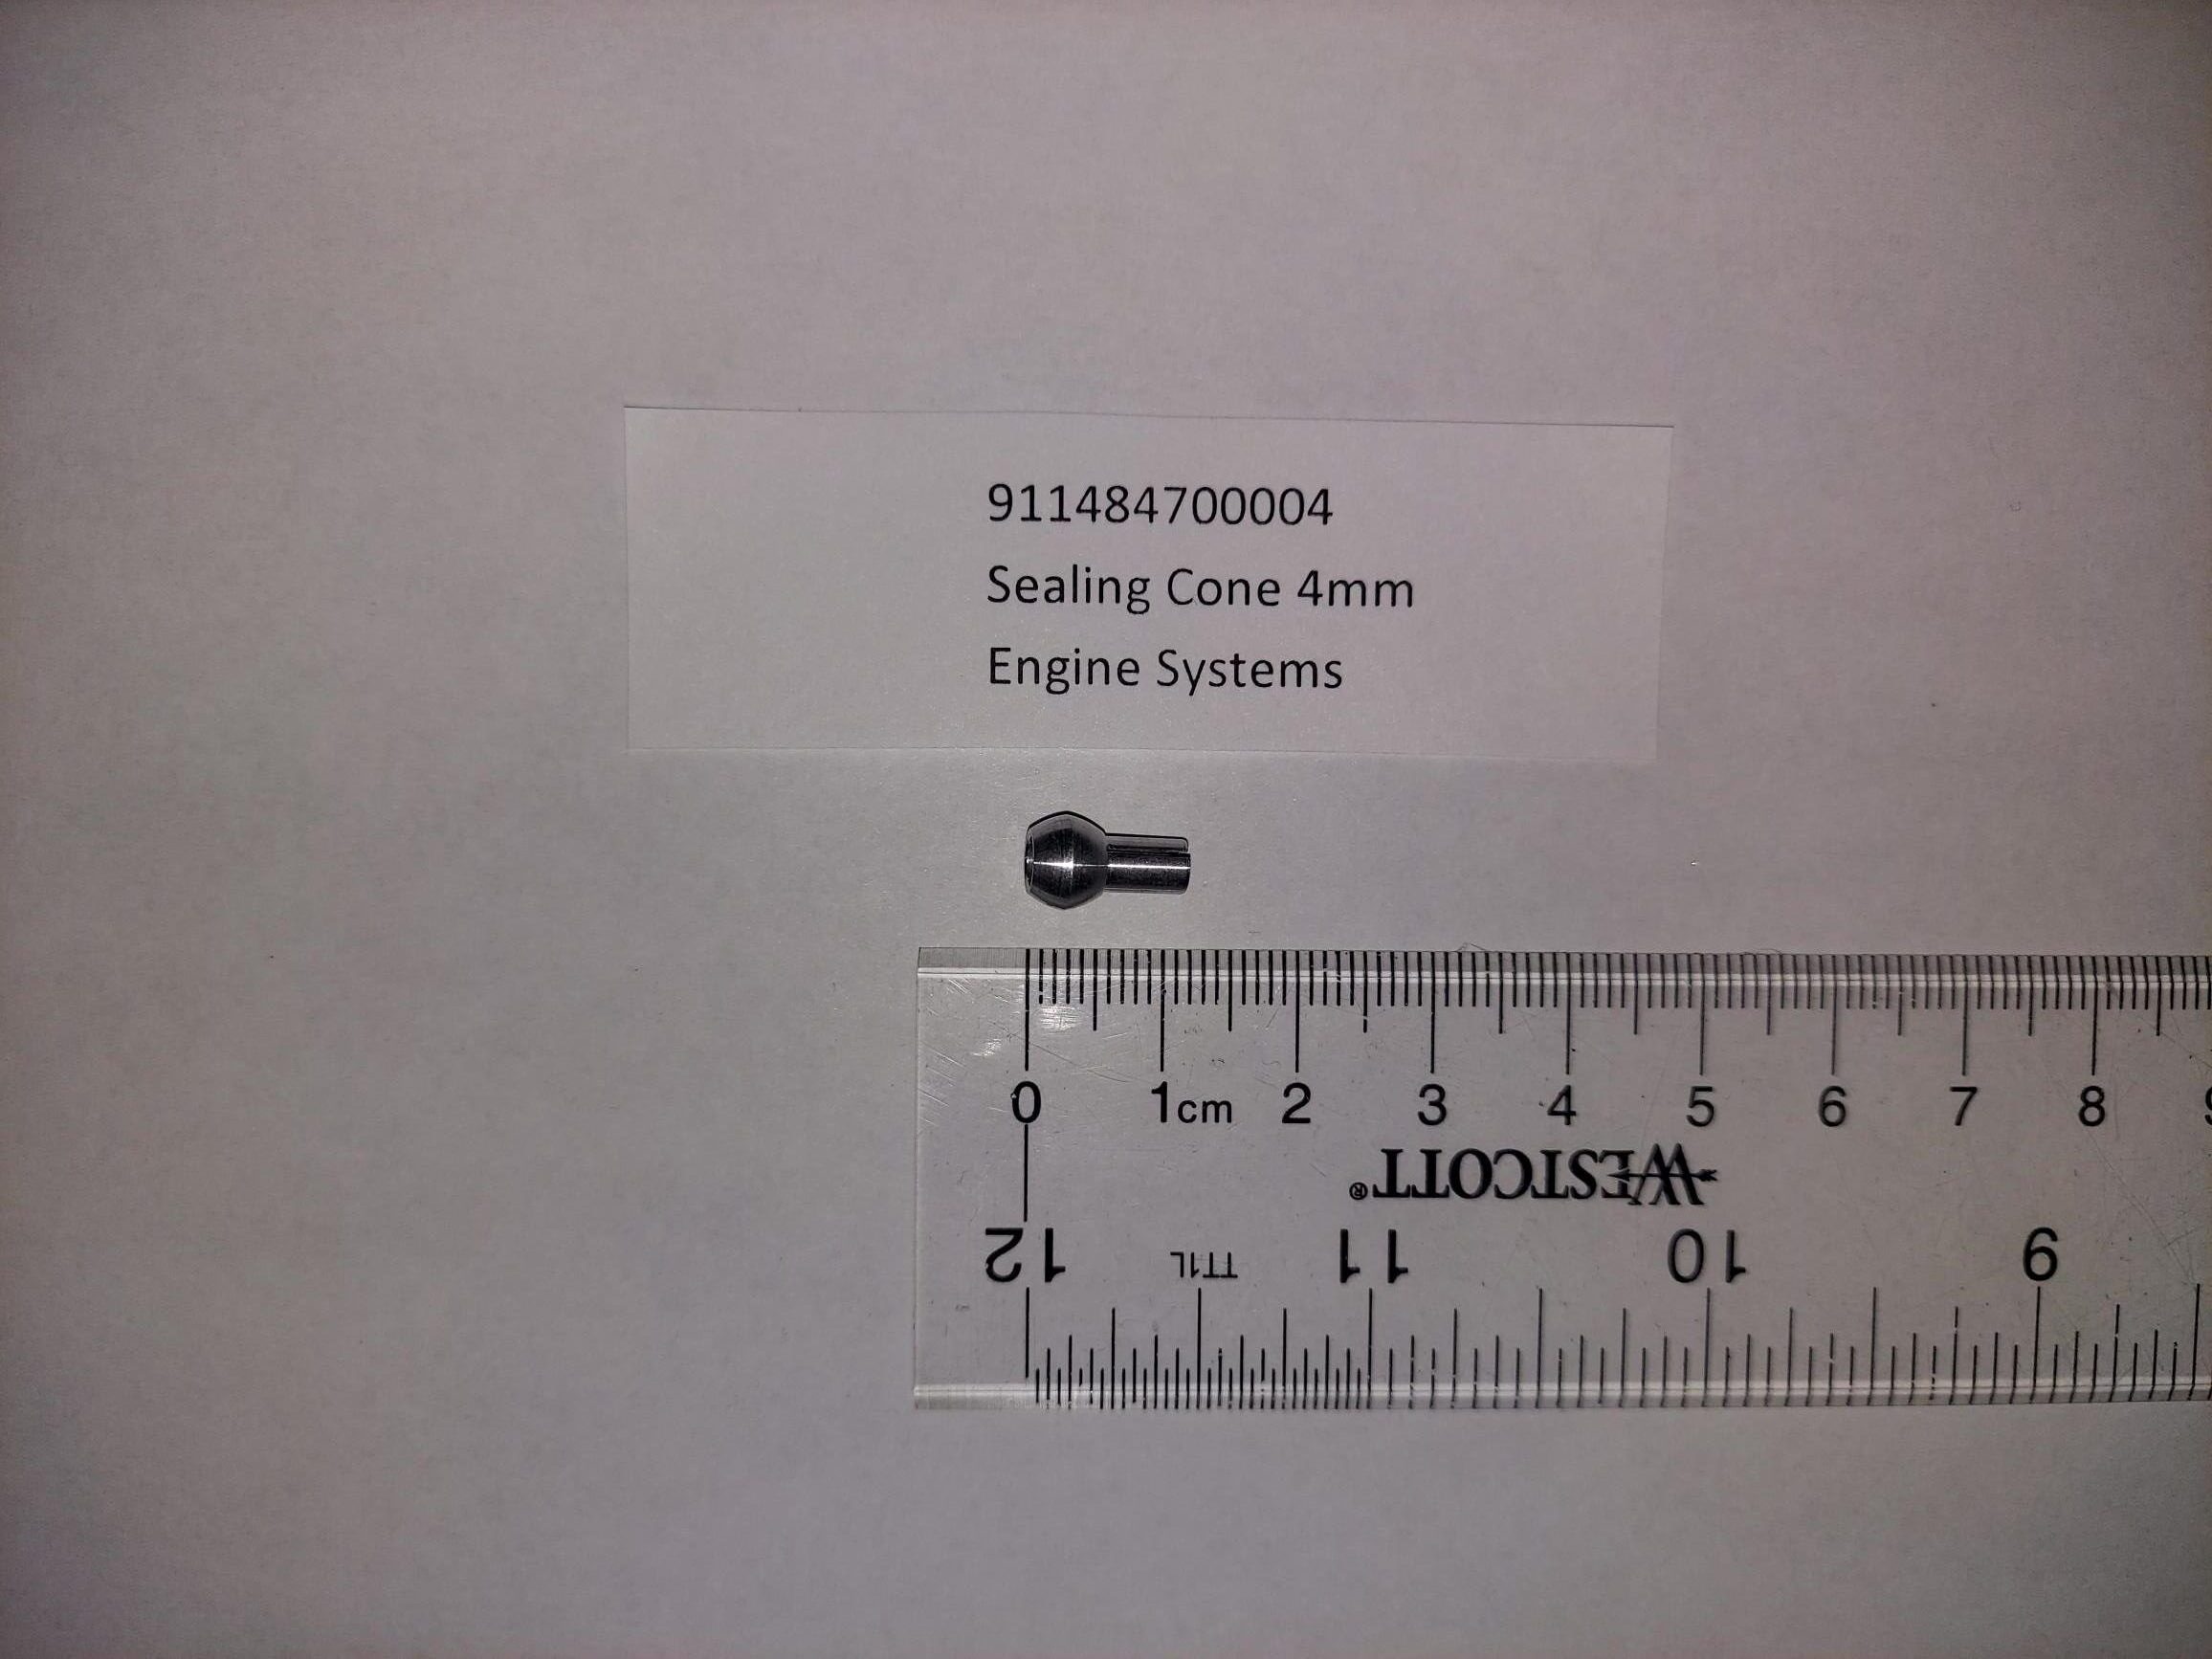 911484700004
Sealing Cone 4mm
Engine Systems
0 1cm 2 3 4 5 6 7 8
WESTCOTT®
12 TT1L 11 10 9